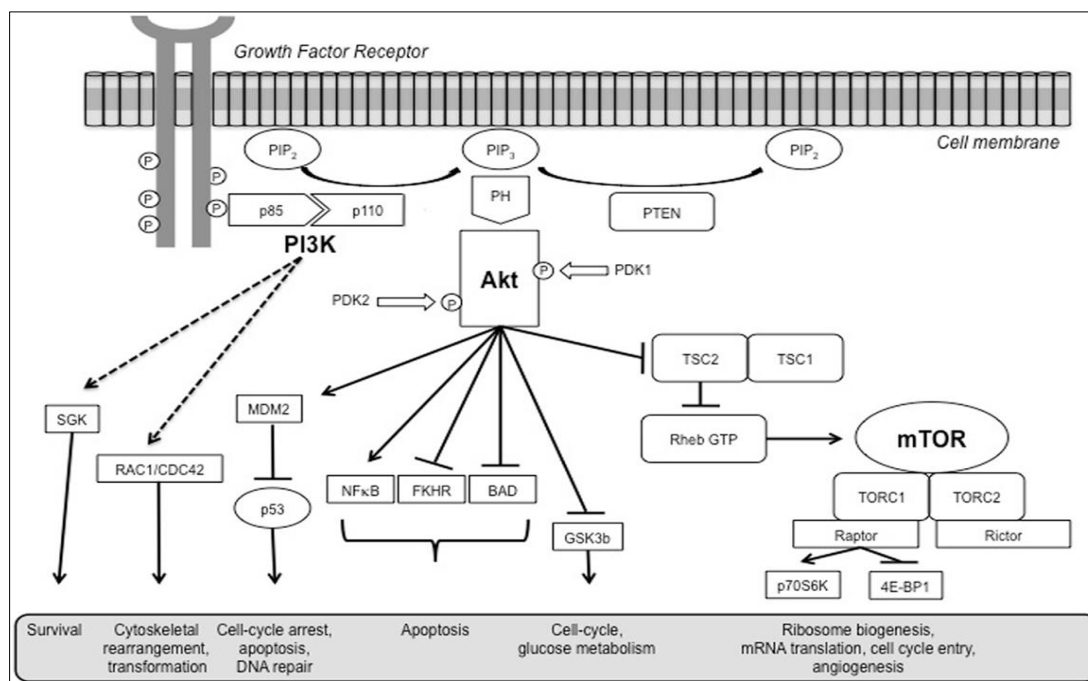 Growth Factor Receptor
Cell membrane
PIP2
PIP3
PIP2
P
P
P
P
P
p85
p110
PI3K
PH
PTEN
Akt
P
PDK1
PDK2
P
TSC2
TSC1
SGK
MDM2
Rheb GTP
mTOR
RAC1/CDC42
p53
NFκB
FKHR
BAD
TORC1
TORC2
GSK3b
Raptor
Rictor
p70S6K
4E-BP1
Survival
Cytoskeletal
rearrangement,
transformation
Cell-cycle arrest,
apoptosis,
DNA repair
Apoptosis
Cell-cycle,
glucose metabolism
Ribosome biogenesis,
mRNA translation, cell cycle entry,
angiogenesis